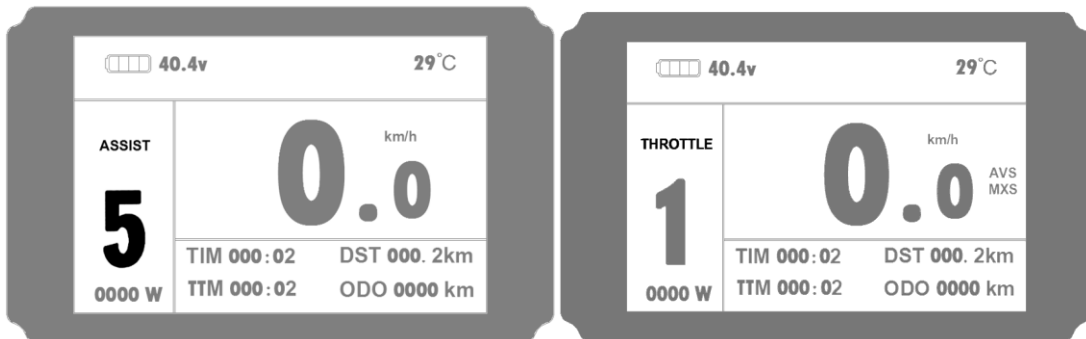 40.4v 29°C
ASSIST
5
0000 W
km/h
0.0
TIM 000:02 DST 000. 2km
TTM 000:02 ODO 0000 km
40.4v 29°C
THROTTLE
1
0000 W
km/h
0.0
AVS
MXS
TIM 000:02 DST 000. 2km
TTM 000:02 ODO 0000 km